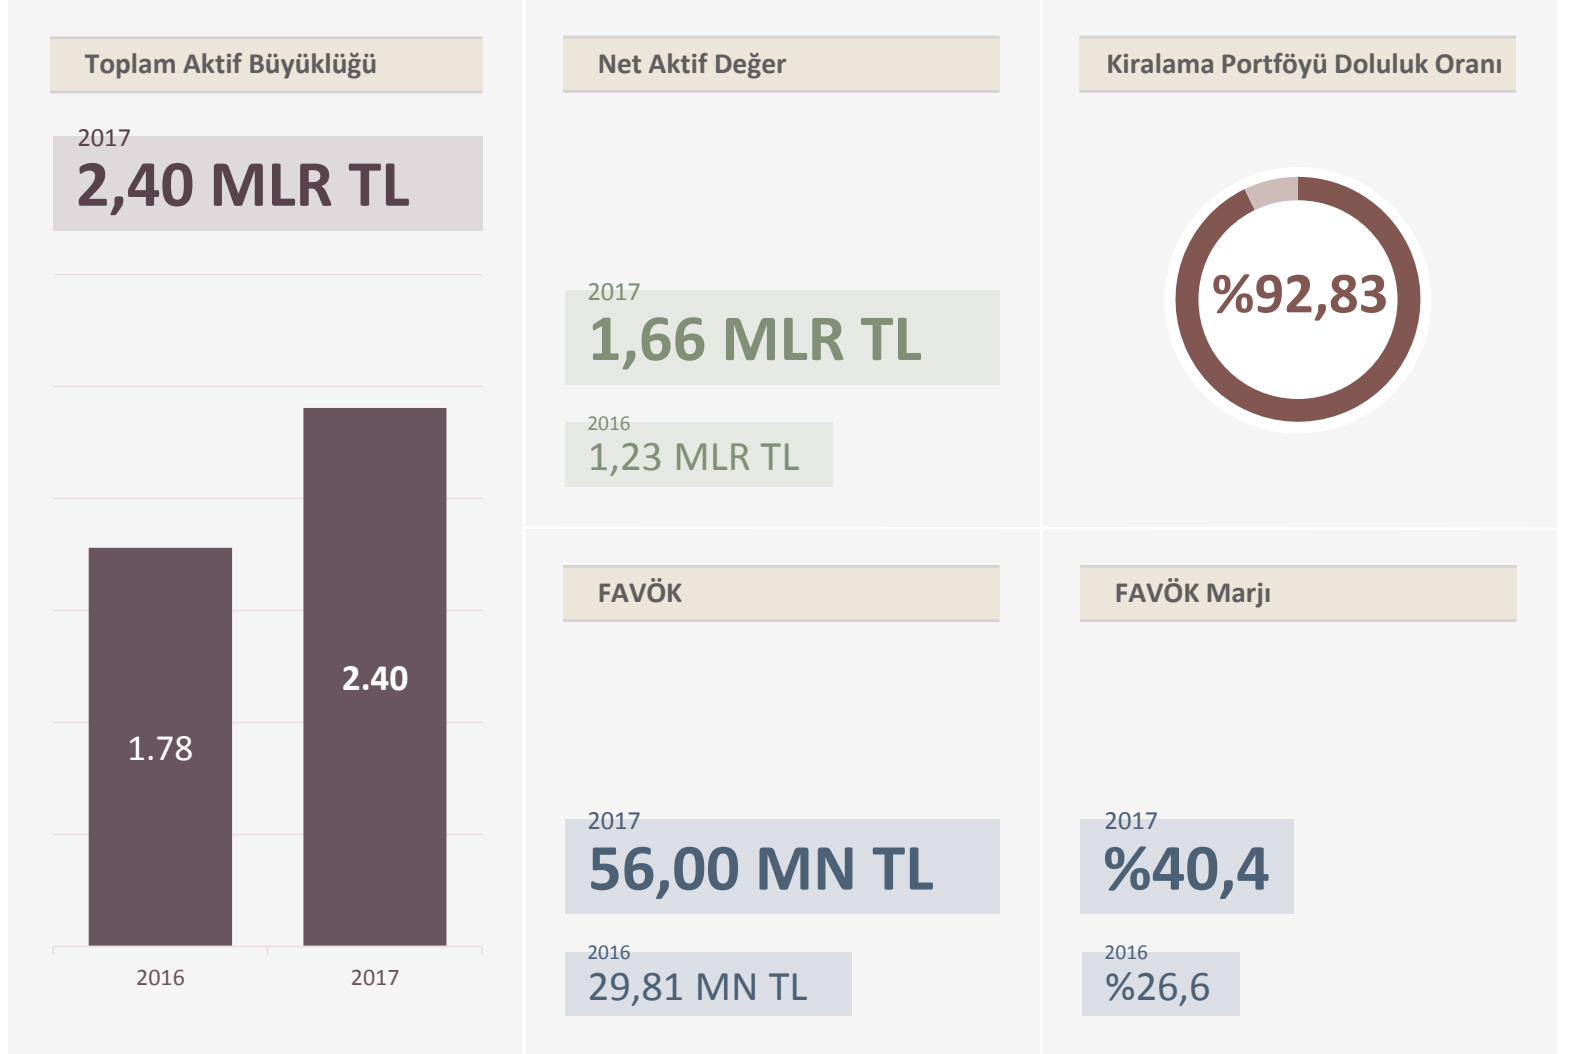 Toplam Aktif Büyüklüğü
2017
2,40 MLR TL
1.78
2.40
2016
2017
Net Aktif Değer
2017
1,66 MLR TL
2016
1,23 MLR TL
Kiralama Portföyü Doluluk Oranı
%92,83
FAVÖK
2017
56,00 MN TL
2016
29,81 MN TL
FAVÖK Marjı
2017
%40,4
2016
%26,6